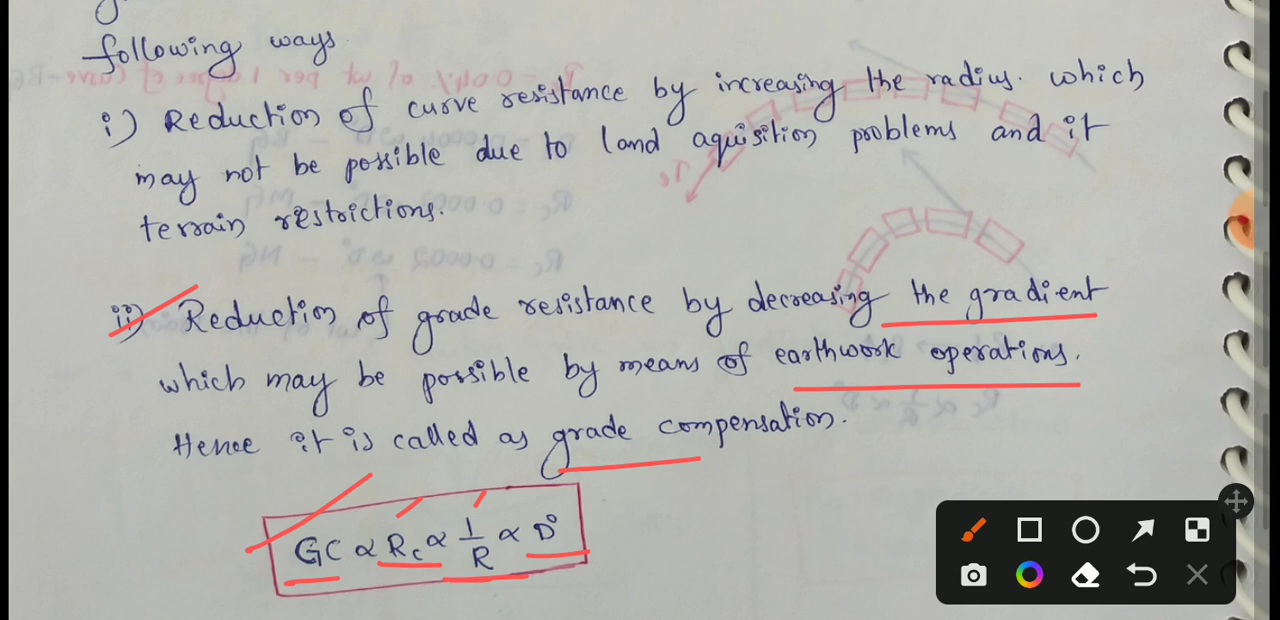 following ways
i) Reduction of curve resistance by increasing the radius. which
may not be possible due to land aquisition problems and it
terrain restrictions.
ii) Reduction of grade resistance by decreasing the gradient
which may be possible by means of earthwork operations.
Hence it is called as grade compensation.
GC ∝ Rc ∝ 1/R ∝ D°